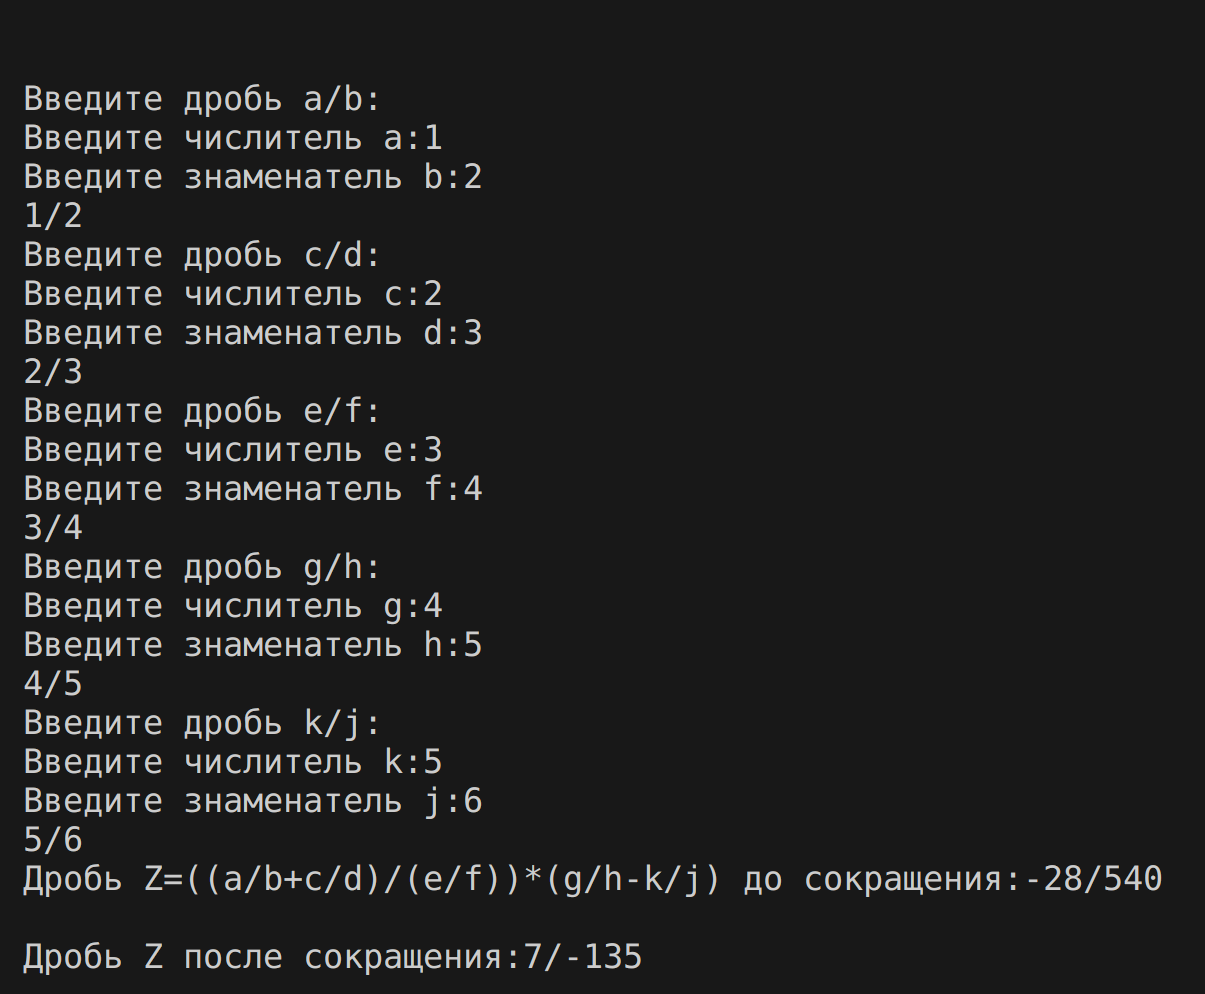 Введите дробь a/b:
Введите числитель a:1
Введите знаменатель b:2
1/2
Введите дробь c/d:
Введите числитель c:2
Введите знаменатель d:3
2/3
Введите дробь e/f:
Введите числитель e:3
Введите знаменатель f:4
3/4
Введите дробь g/h:
Введите числитель g:4
Введите знаменатель h:5
4/5
Введите дробь k/j:
Введите числитель k:5
Введите знаменатель j:6
5/6
Дробь Z=((a/b+c/d)/(e/f))*(g/h-k/j) до сокращения:-28/540
Дробь Z после сокращения:7/-135